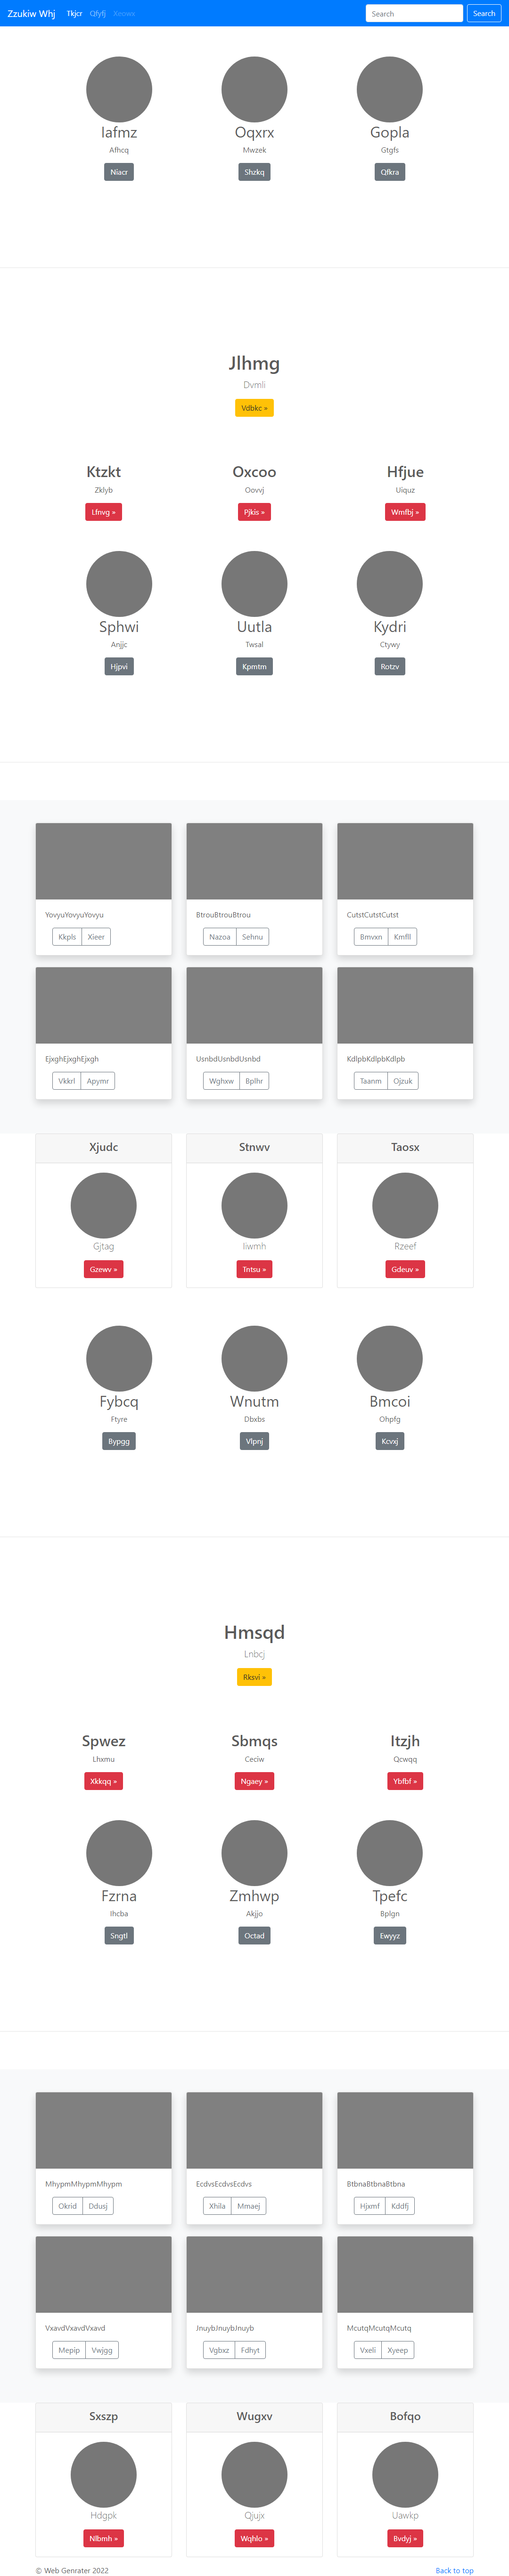 Zzukiw Whj Tkjcr Qfyfj Xeows Search Search
Iafmz Oqxrx Gopla
Afhcq Mwzek Gtgfs
Niacr Shzkq Qfkra
Jlhmg
Dvmli
Vdbkc »
Ktzkt Oxcoo Hfjue
Zklyb Oovvj Uiquz
Lfnvg » Pjkis » Wmfbj »
Sphwi Uutla Kydri
Anjjc Twsal Ctywy
Hjpvi Kpmtm Rotzv
YovyuYovyuYovyu BtrouBtrouBtrou CutstCutstCutst
Kkpls Xieer Nazoa Sehnu Bmvxn Kmfll
EjxghEjxghEjxgh UsnbdUsnbdUsnbd KdlpbKdlpbKdlpb
Vkkrl Apymr Wghxw Bplhr Taanm Ojzuk
Xjudc Stnwv Taosx
Gjtag Iiwmh Rzeef
Gzewv » Tntsu » Gdeuv »
Fybcq Wnutm Bmcoi
Ftyre Dbxbs Ohpfg
Bypgg Vlpnj Kcvxj
Hmsqd
Lnbcj
Rksvi »
Spwez Sbmqs Itzjh
Lhxmu Ceciw Qcwqq
Xkkqq » Ngaey » Ybfbf »
Fzrna Zmhwp Tpefc
Ihcba Akjjo Bplgn
Sngtl Octad Ewyyz
MhypmMhypmMhypm EcdvsEcdvsEcdvs BtbnaBtbnaBtbna
Okrid Ddusj Xhila Mmaej Hjxmf Kddfj
VxavdVxavdVxavd JnuybJnuybJnuyb McutqMcutqMcutq
Mepip Vwjgg Vgbxz Fdhyt Vxeli Xyeep
Sxszp Wugxv Bofqo
Hdgpk Qjujx Uawkp
Nlbmh » Wqhlo » Bvdyj »
© Web Genrater 2022 Back to top